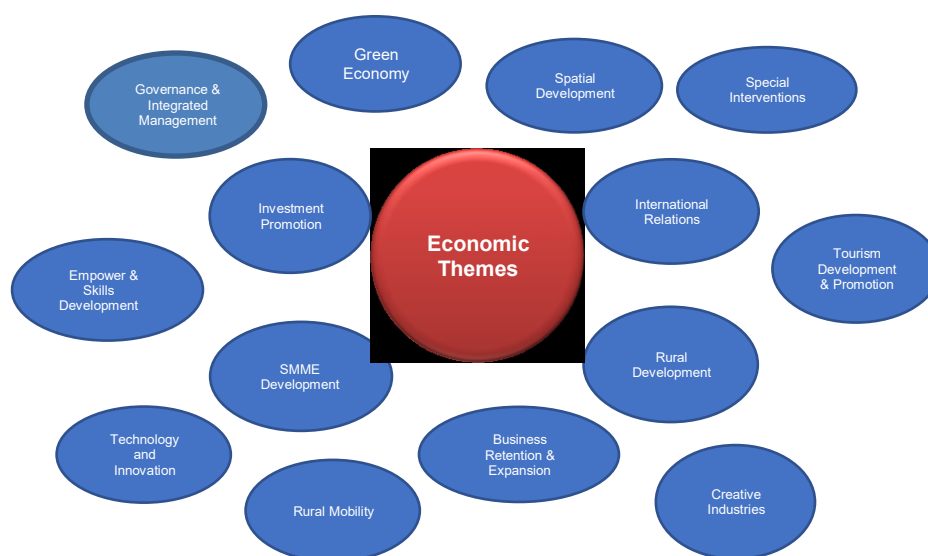 Green
Economy
Governance &
Integrated
Management
Spatial
Development
Special
Interventions
Investment
Promotion
International
Relations
Economic
Themes
Tourism
Development
& Promotion
Empower &
Skills
Development
SMME
Development
Rural
Development
Technology
and
Innovation
Business
Retention &
Expansion
Rural Mobility
Creative
Industries